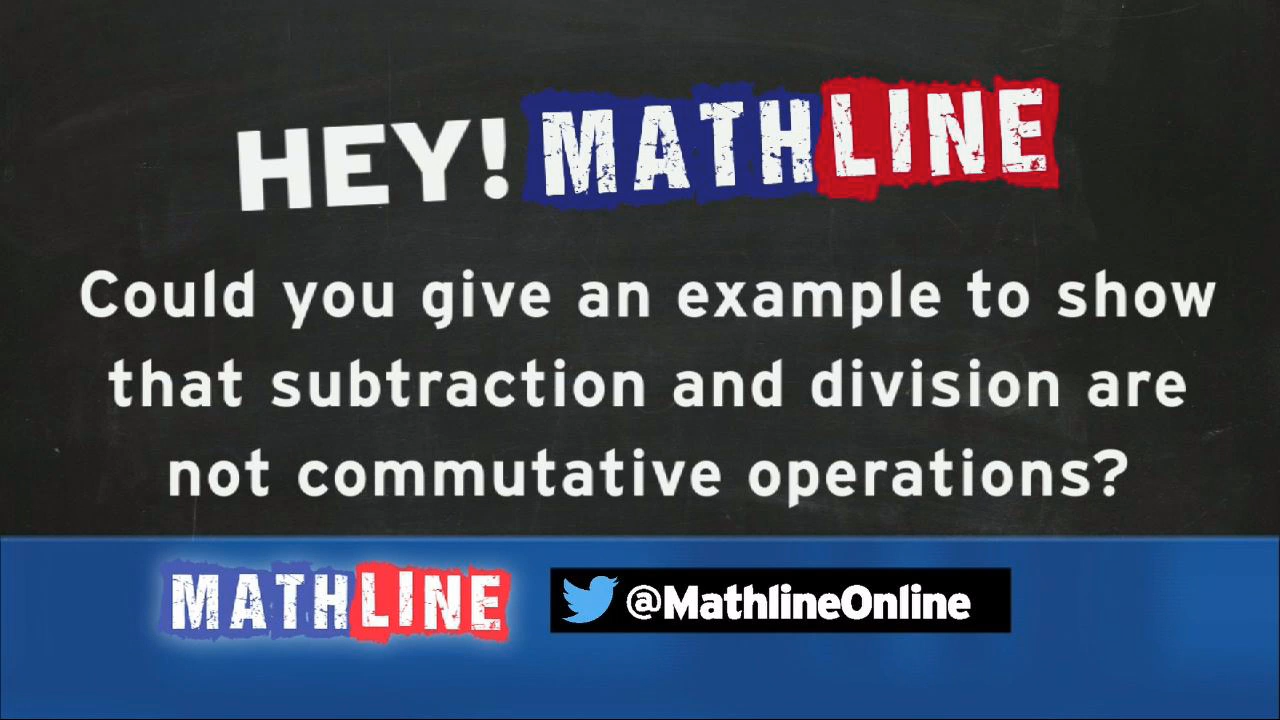 HEY! MATHLINE
Could you give an example to show
that subtraction and division are
not commutative operations?
MATHLINE @MathlineOnline